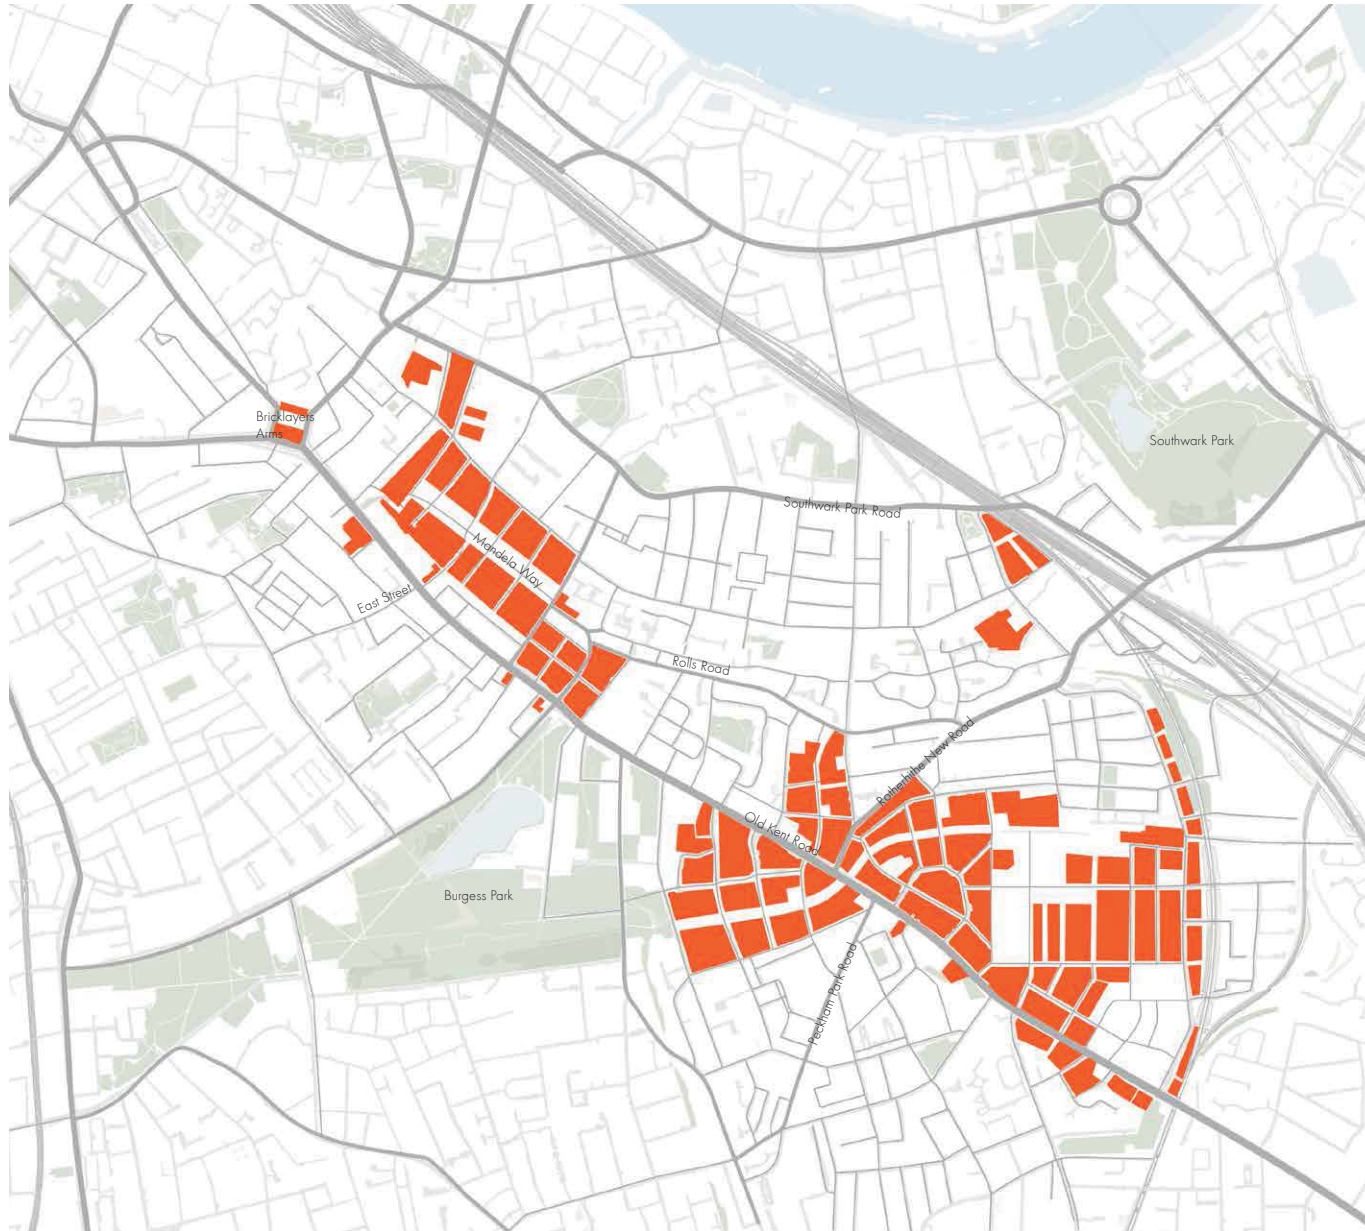 Bricklayers
Arms
Southwark Park
Southwark Park Road
Mandela Way
East Street
Rolls Road
Rotherhithe New Road
Old Kent Road
Burgess Park
Peckham Park Road